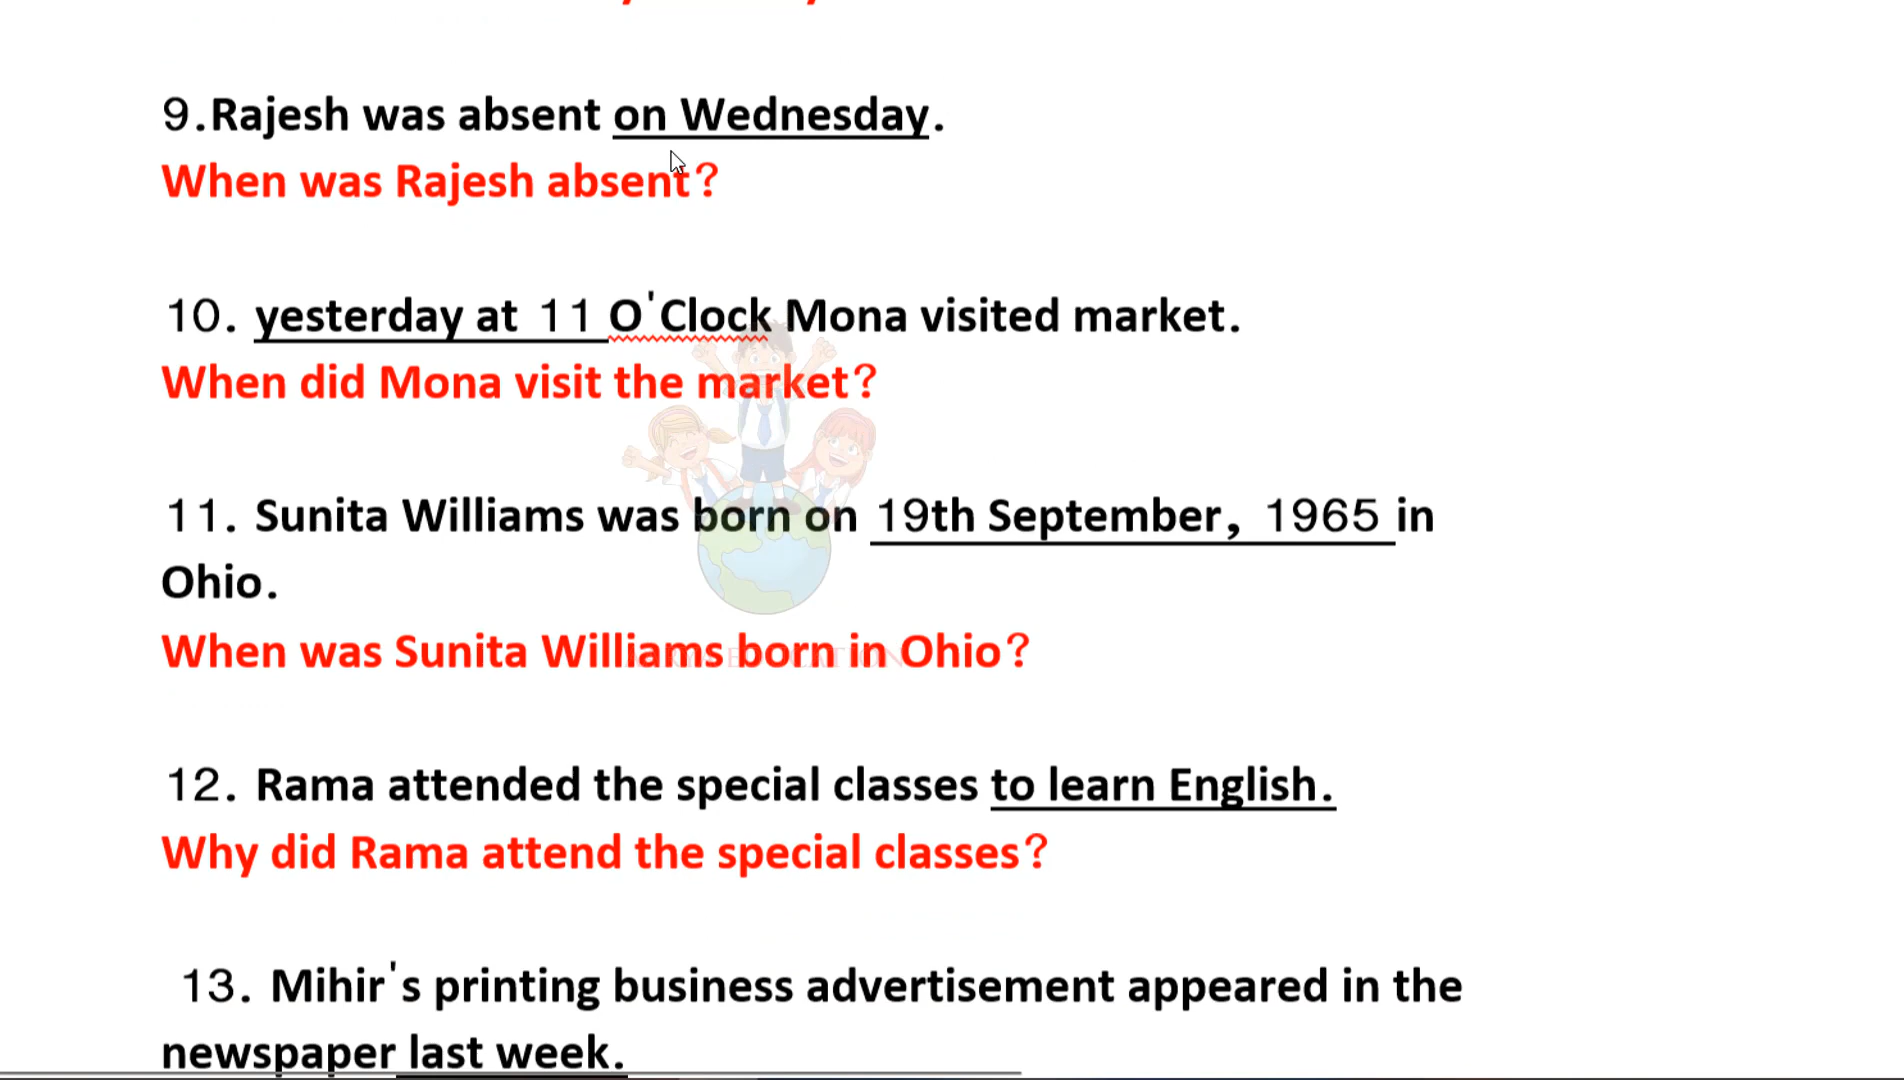 9.Rajesh was absent on Wednesday.
When was Rajesh absent?
10. yesterday at 11 O'Clock Mona visited market.
When did Mona visit the market?
11. Sunita Williams was born on 19th September, 1965 in
Ohio.
When was Sunita Williams born in Ohio?
12. Rama attended the special classes to learn English.
Why did Rama attend the special classes?
13. Mihir's printing business advertisement appeared in the
newspaper last week.